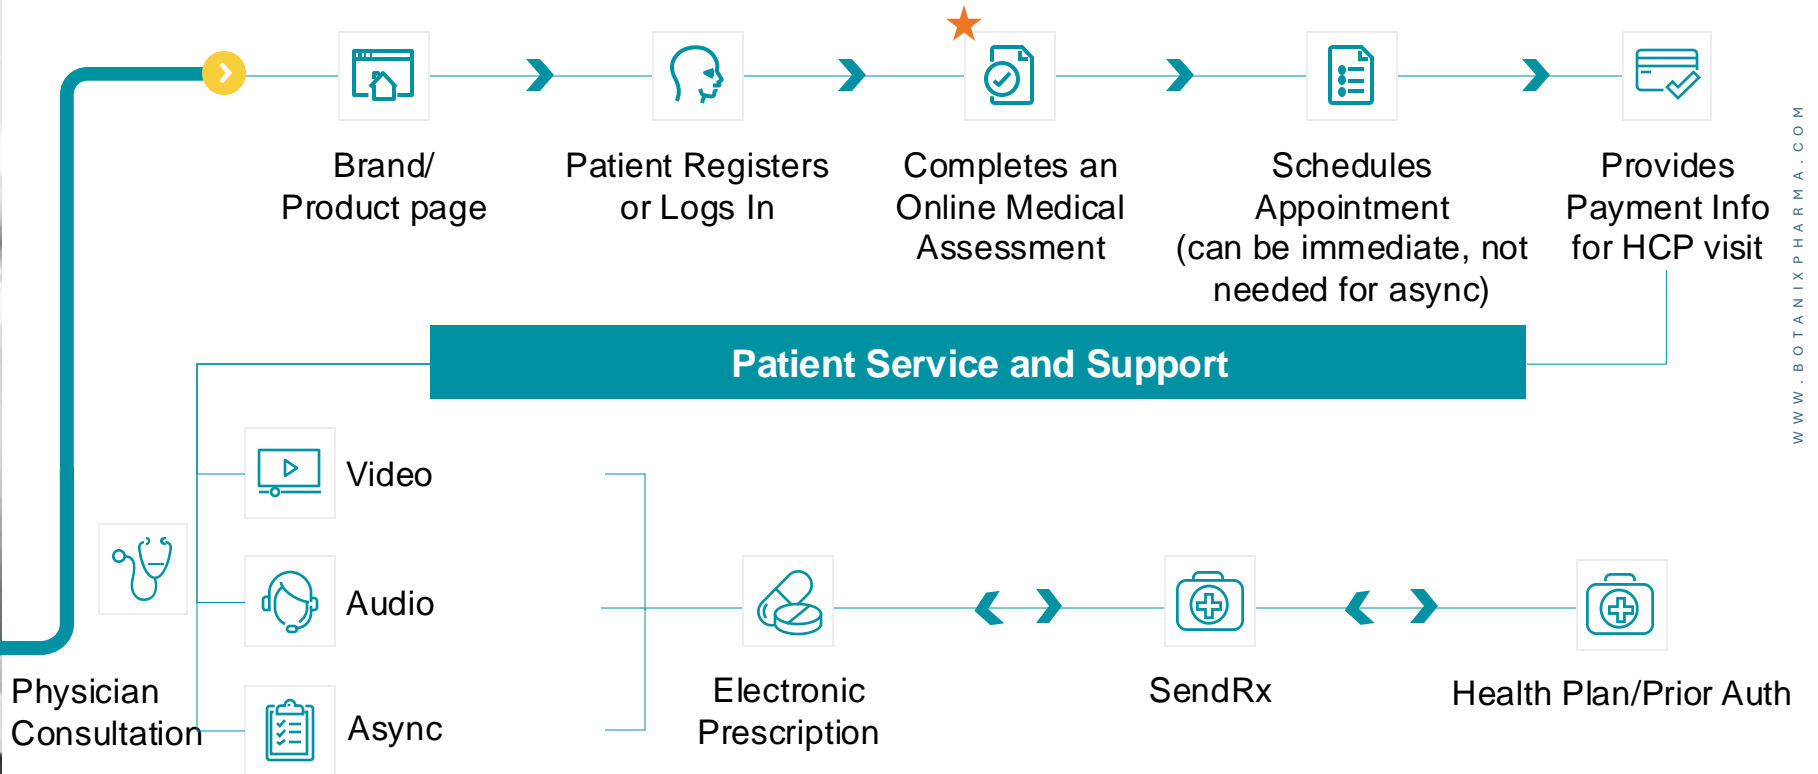 Brand/
Product page
Patient Registers
or Logs In
Completes an
Online Medical
Assessment
Schedules
Appointment
(can be immediate, not
needed for async)
Provides
Payment Info
for HCP visit
WWW.BOTANIXPHARMA.COM
Patient Service and Support
Video
Audio
Async
Physician
Consultation
Electronic
Prescription
SendRx
Health Plan/Prior Auth